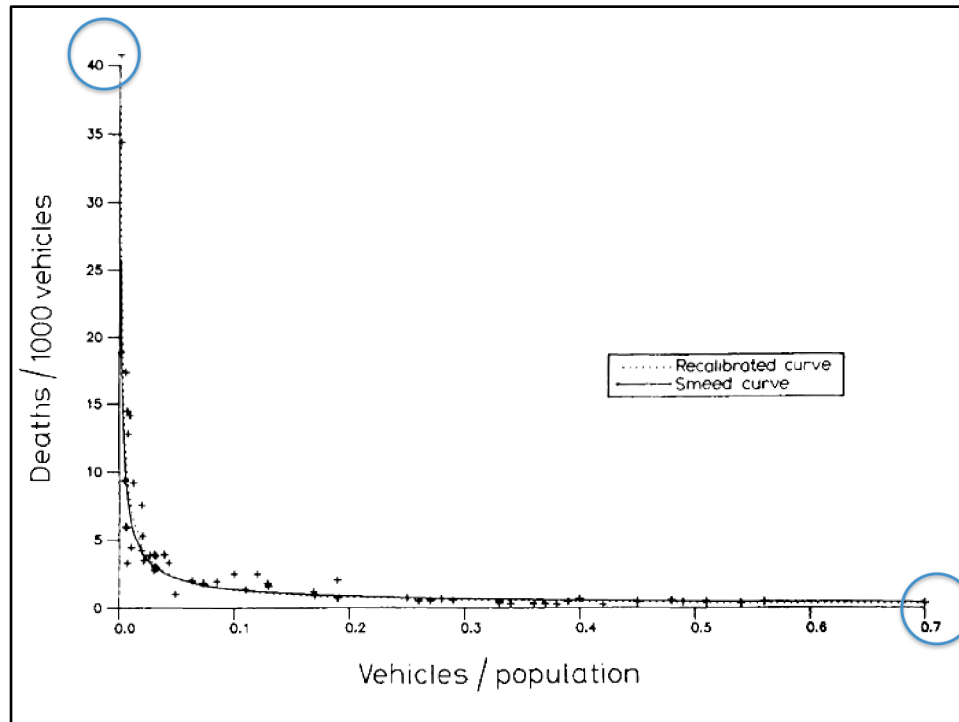 40
35
30
25
20
15
10
5
0
Deaths / 1000 vehicles
Recalibrated curve
Smeed curve
0.0 0.1 0.2 0.3 0.4 0.5 0.6 0.7
Vehicles / population